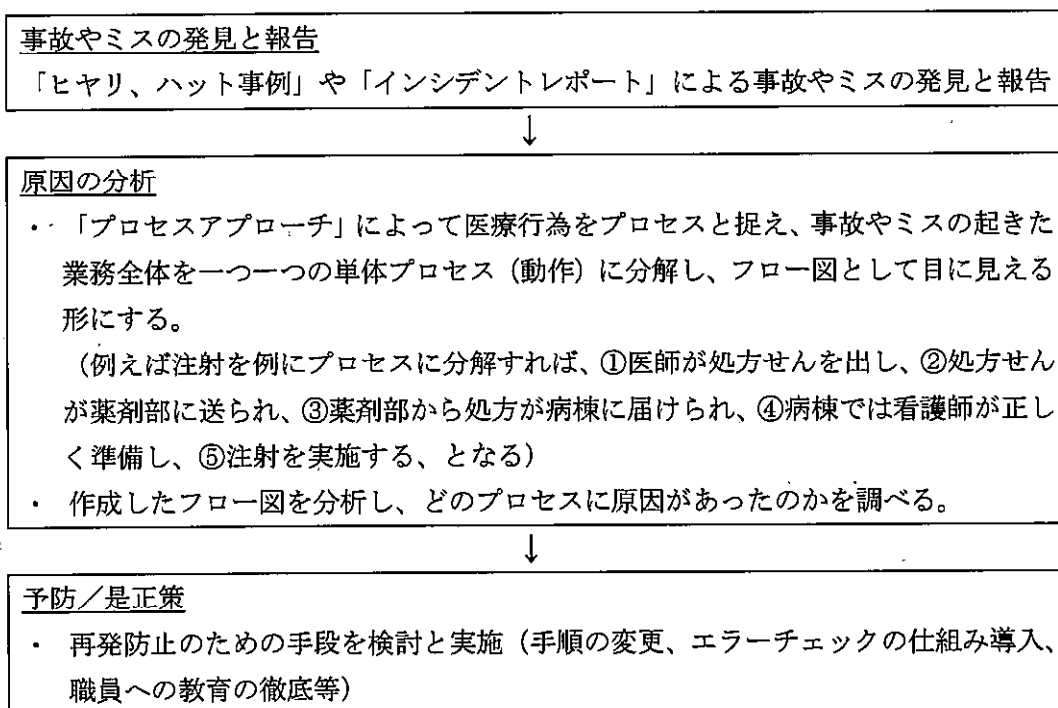 事故やミスの発見と報告
「ヒヤリ、ハット事例」や「インシデントレポート」による事故やミスの発見と報告
↓
原因の分析
・ 「プロセスアプローチ」によって医療行為をプロセスと捉え、事故やミスの起きた
業務全体を一つ一つの単体プロセス（動作）に分解し、フロー図として目に見える
形にする。
（例えば注射を例にプロセスに分解すれば、①医師が処方せんを出し、②処方せん
が薬剤部に送られ、③薬剤部から処方が病棟に届けられ、④病棟では看護師が正し
く準備し、⑤注射を実施する、となる）
・ 作成したフロー図を分析し、どのプロセスに原因があったのかを調べる。
↓
予防／是正策
・ 再発防止のための手段を検討と実施（手順の変更、エラーチェックの仕組み導入、
職員への教育の徹底等）